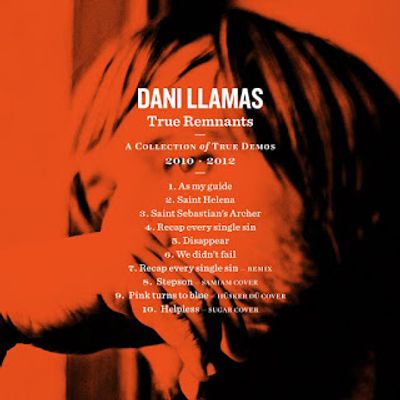 DANI LLAMAS
True Remnants
A Collection of True Demos
2010 - 2012
1. As my guide
2. Saint Helena
3. Saint Sebastian's Archer
4. Recap every single sin
5. Disappear
6. We didn't fail
7. Recap every single sin – REMIX
8. Stepson – SAMIAM COVER
9. Pink turns to blue – HÜSKER DÜ COVER
10. Helpless – SUGAR COVER